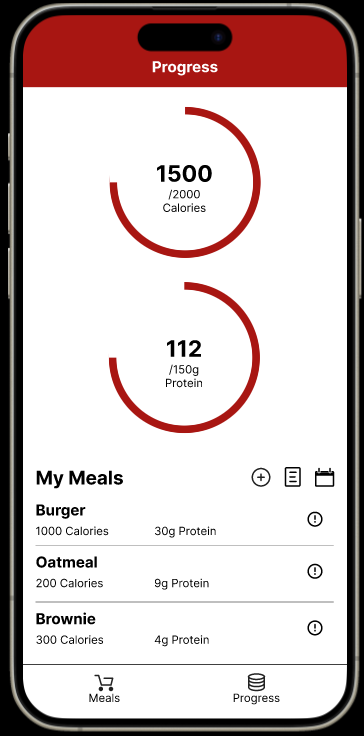 Progress
1500
/2000
Calories
112
/150g
Protein
My Meals
Burger
1000 Calories 30g Protein
Oatmeal
200 Calories 9g Protein
Brownie
300 Calories 4g Protein
Meals Progress